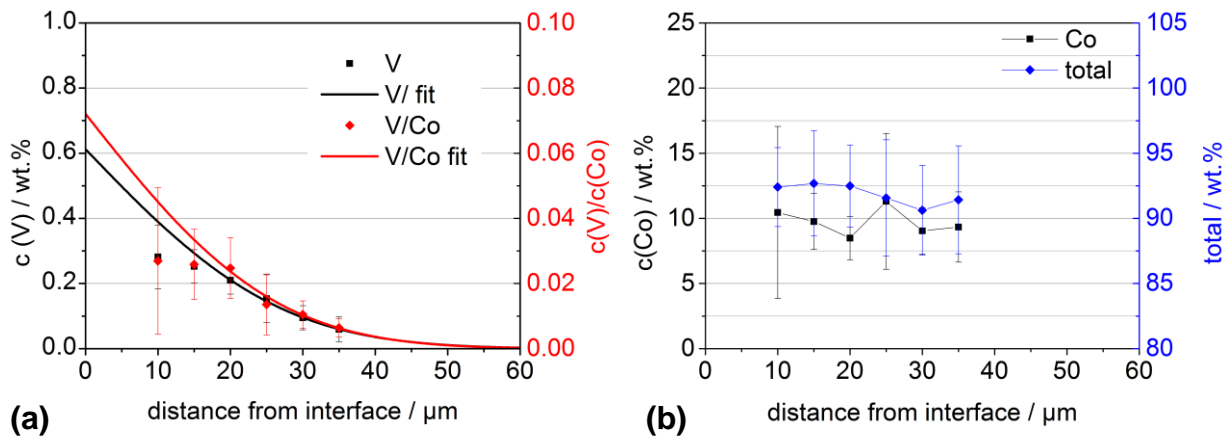 1.0
0.8
0.6
0.4
0.2
0.0
c (V) / wt.%
V
V/ fit
V/Co
V/Co fit
0.10
0.08
0.06
0.04
0.02
0.00
c(V)/c(Co)
0 10 20 30 40 50 60
distance from interface / µm
(a)
25
20
15
10
5
0
c(Co) / wt.%
Co
total
105
100
95
90
85
80
total / wt.%
0 10 20 30 40 50 60
distance from interface / µm
(b)